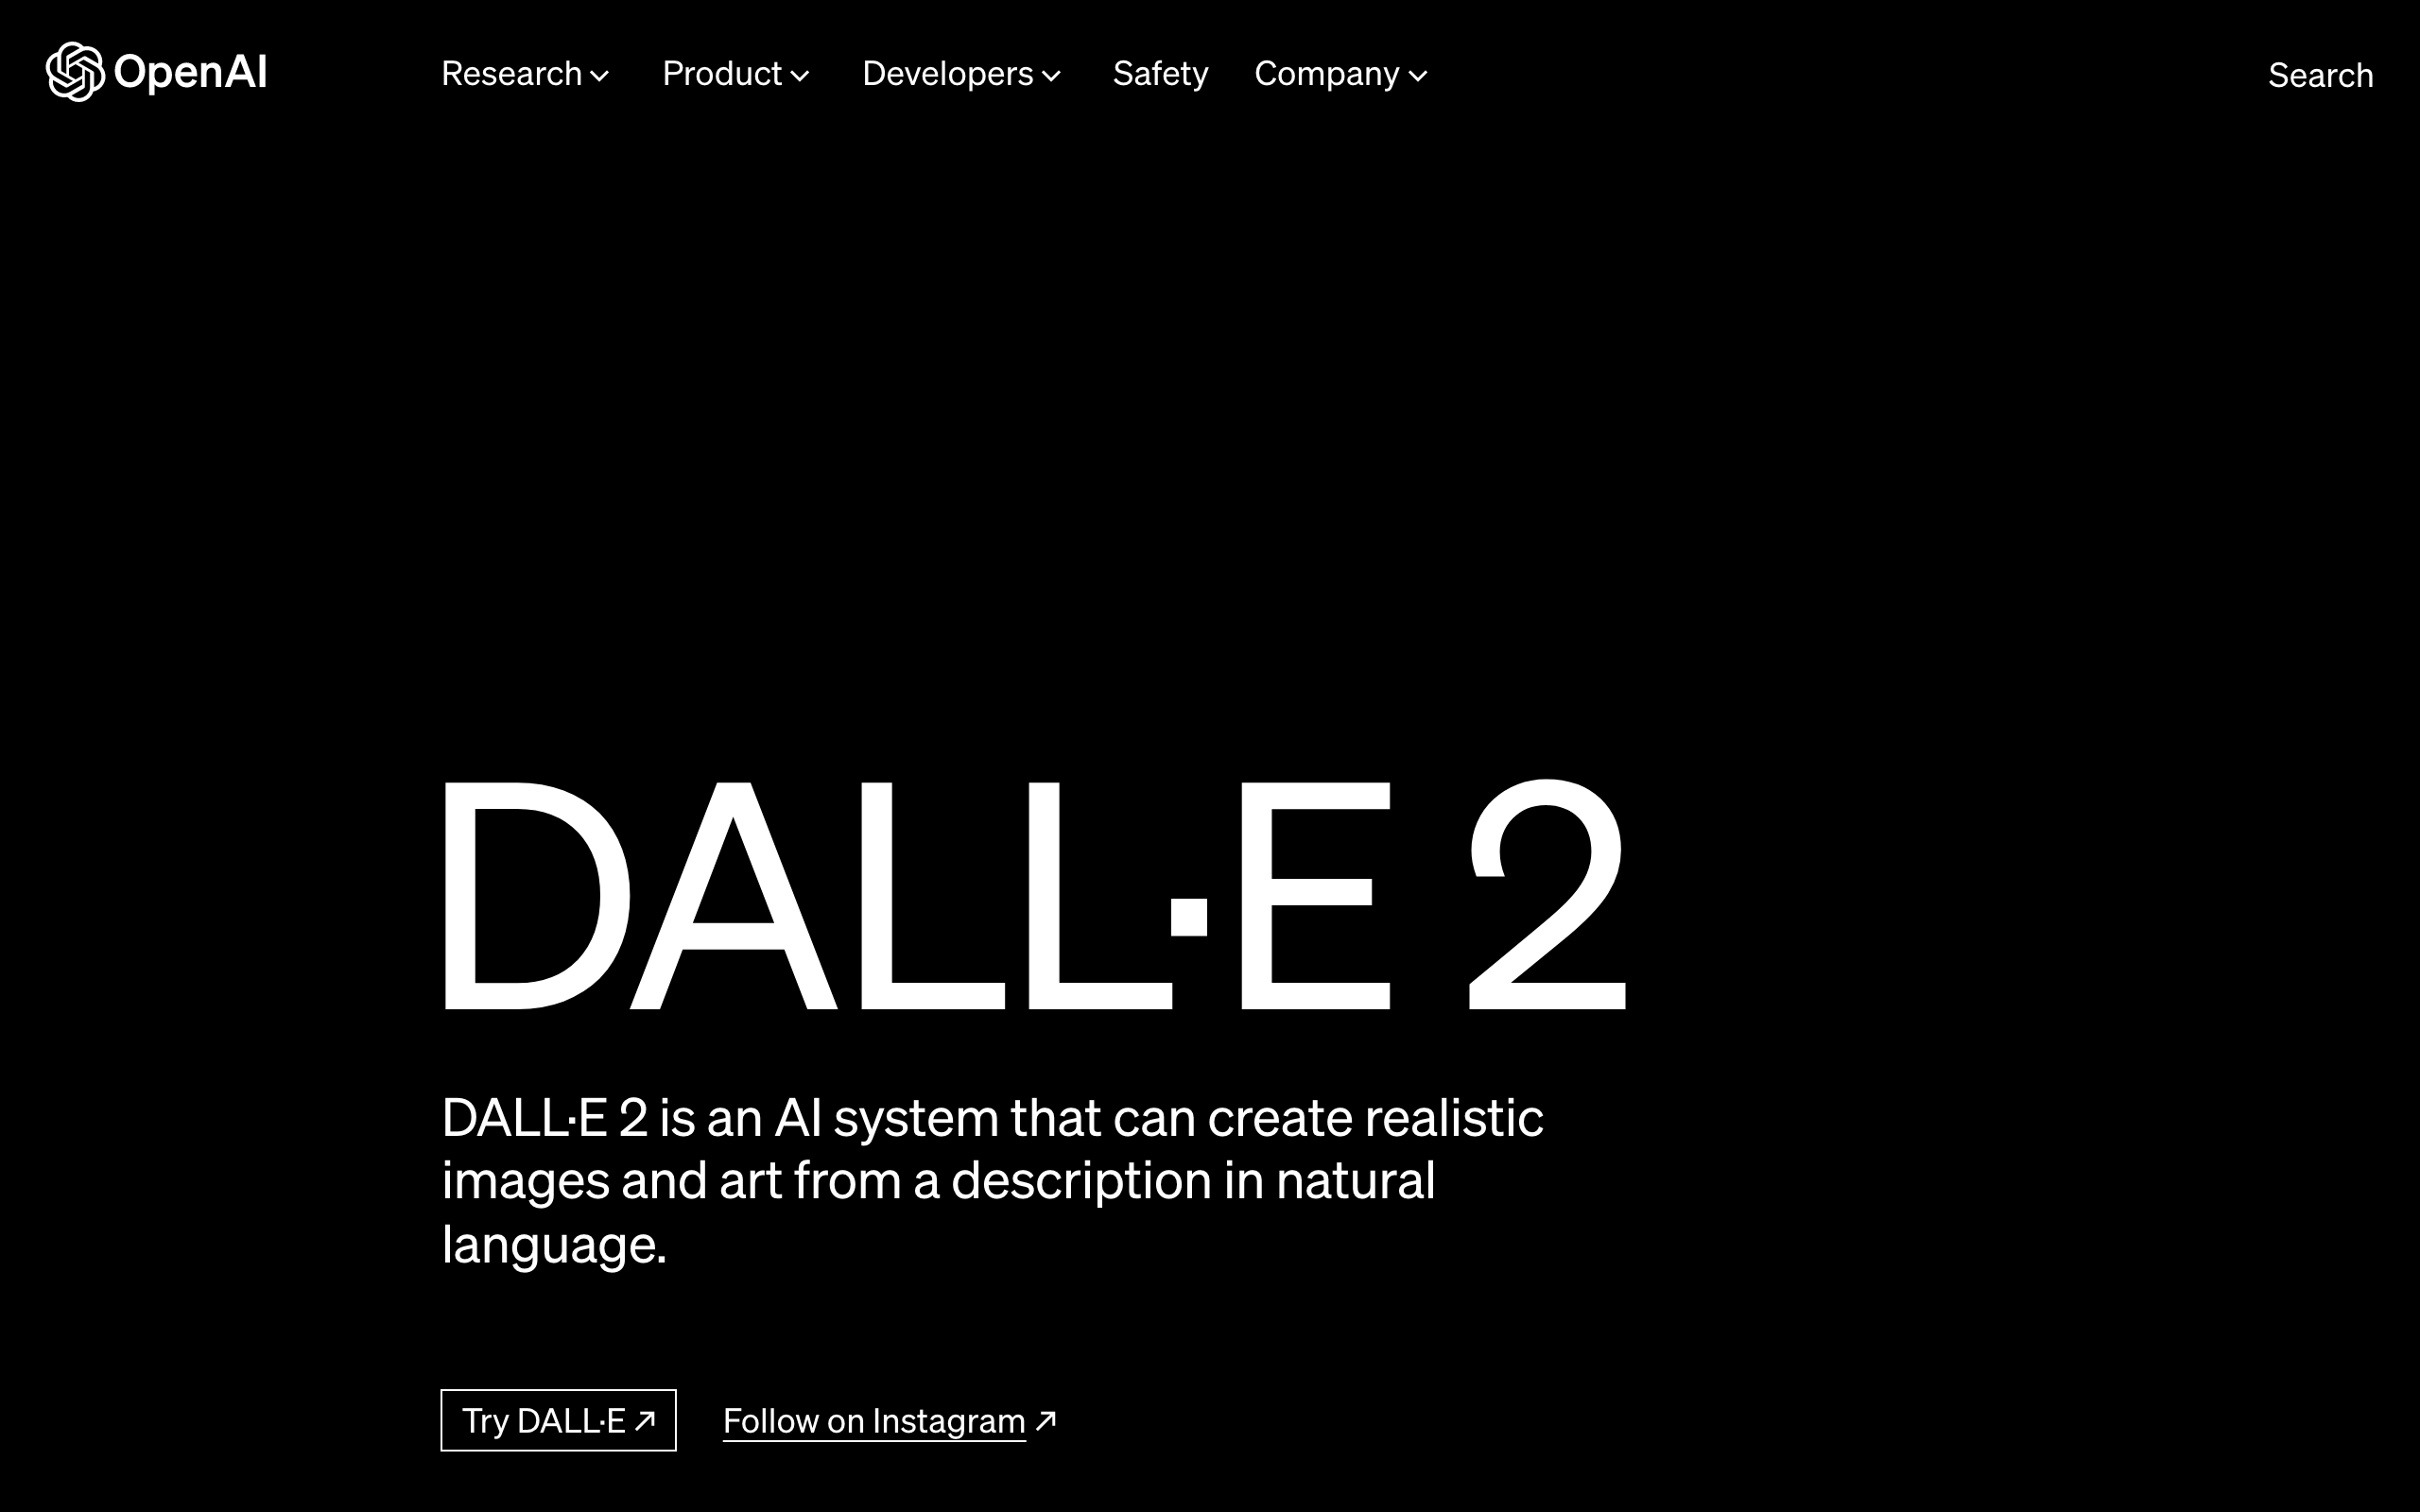 OpenAI
Research Product Developers Safety Company Search
DALL·E 2
DALL·E 2 is an AI system that can create realistic
images and art from a description in natural
language.
Try DALL·E ↗ Follow on Instagram ↗